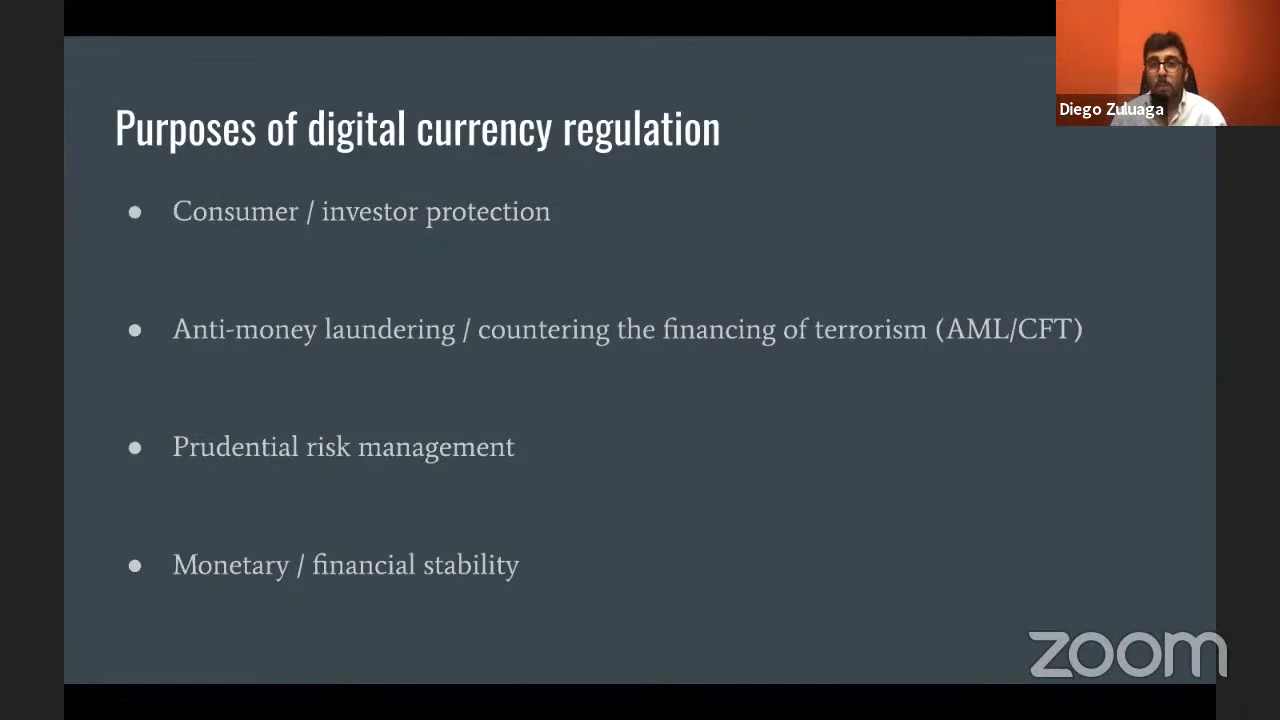 Purposes of digital currency regulation
Diego Zuluaga
● Consumer / investor protection
● Anti-money laundering / countering the financing of terrorism (AML/CFT)
● Prudential risk management
● Monetary / financial stability
zoom